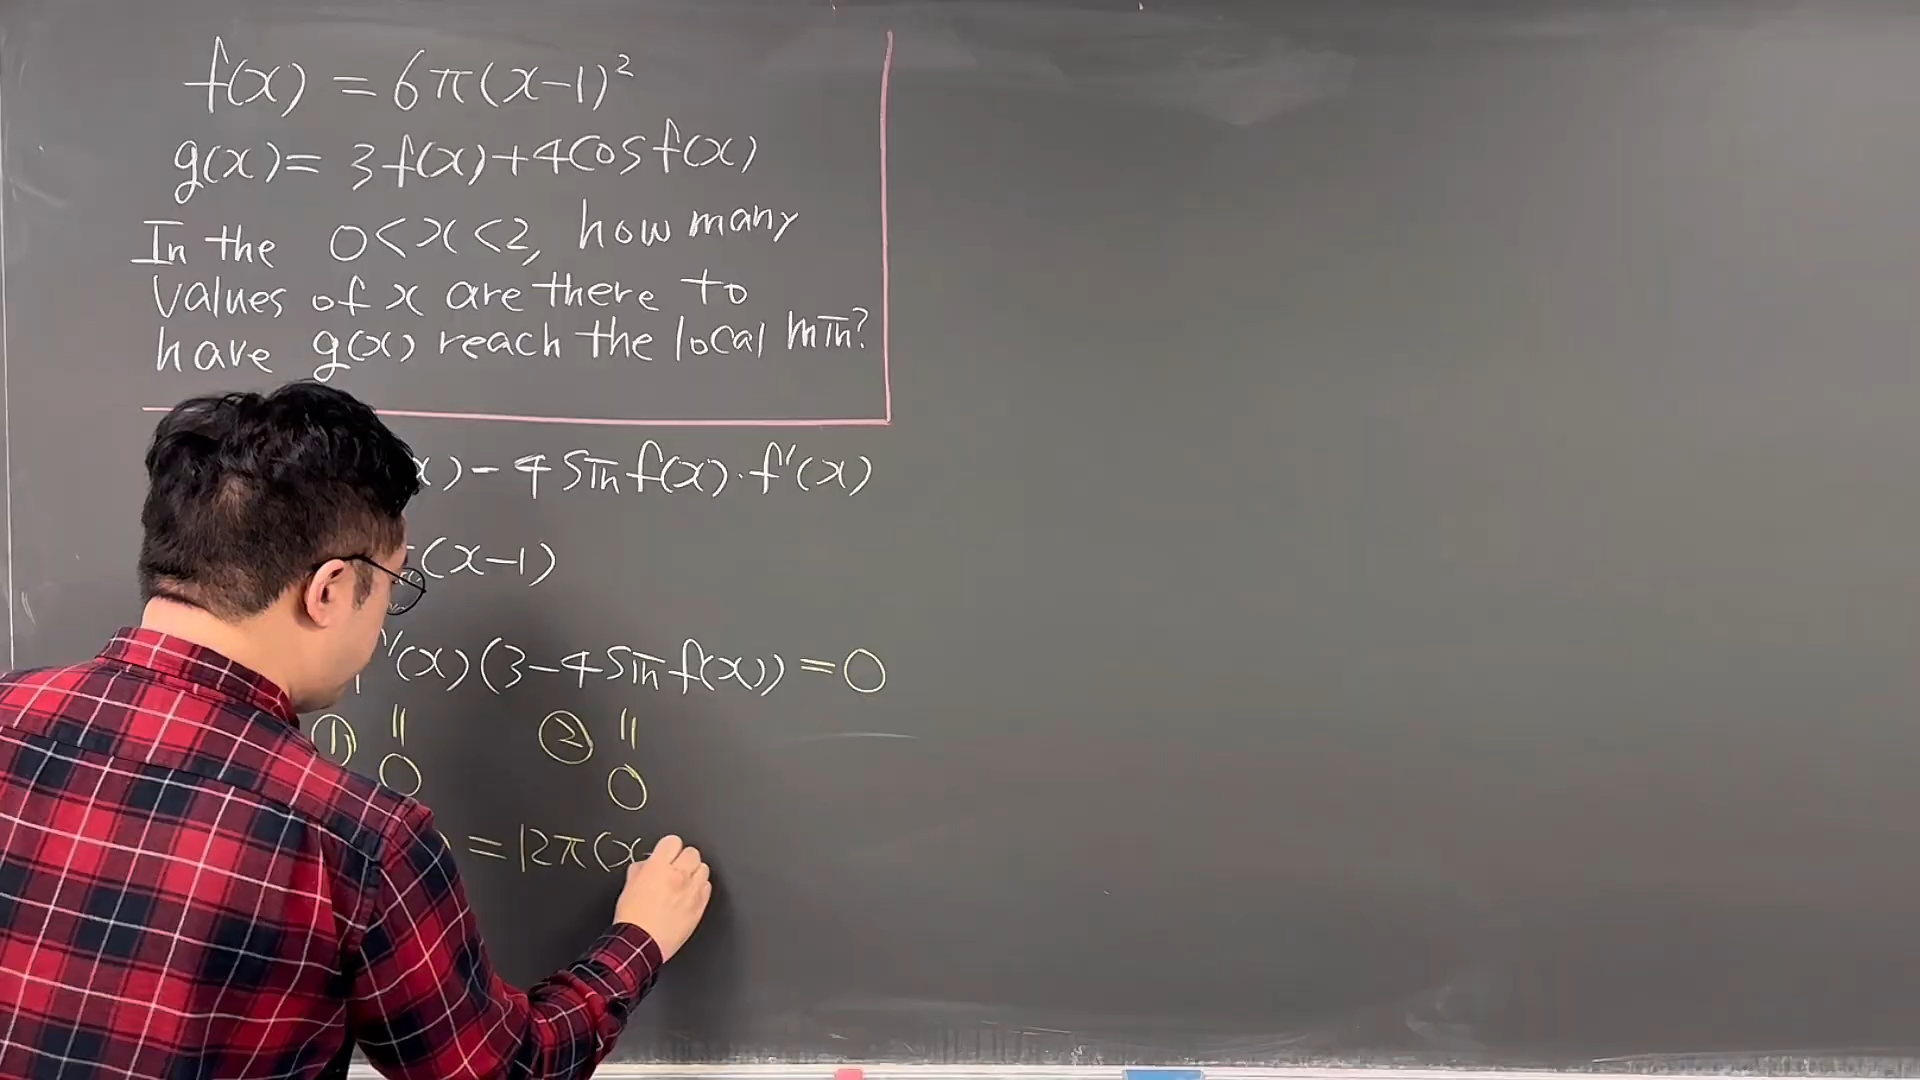 f(x) = 6π(x-1)²
g(x) = 3f(x)+4cosf(x)
In the 0<x<2, how many
values of x are there to
have g(x) reach the local min?
x) - 4 sin f(x)·f'(x)
(x-1)
'(x)(3-4 sin f(x)) = 0
① || ② ||
0 0
) = 12π(x-